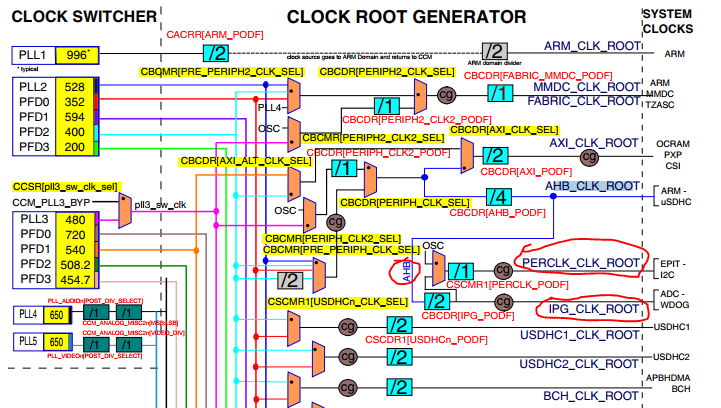 CLOCK SWITCHER
CLOCK ROOT GENERATOR
SYSTEM
CLOCKS
CACRR[ARM_PODF]
PLL1 996*
* typical
/2
clock source goes to ARM Domain and returns to CCM
/2
ARM domain divider
ARM_CLK_ROOT
ARM
CBCMR[PRE_PERIPH2_CLK_SEL]
CBCDR[PERIPH2_CLK_SEL]
CBCDR[FABRIC_MMDC_PODF]
PLL2 528
PFD0 352
PFD1 594
PFD2 400
PFD3 200
PLL4
OSC
/1
cg
/1
MMDC_CLK_ROOT
FABRIC_CLK_ROOT
ARM
MMDC
TZASC
CBCDR[PERIPH2_CLK2_PODF]
CBCDR[AXI_CLK_SEL]
CBCMR[PERIPH2_CLK2_SEL]
CBCDR[PERIPH_CLK2_PODF]
CBCDR[AXI_ALT_CLK_SEL]
/1
/2
AXI_CLK_ROOT
cg
OCRAM
PXP
CSI
CBCDR[AXI_PODF]
CCSR[pll3_sw_clk_sel]
CCM_PLL3_BYP
pll3_sw_clk
CBCDR[PERIPH_CLK_SEL]
/4
AHB_CLK_ROOT
CBCDR[AHB_PODF]
ARM -
uSDHC
OSC
cg
PLL3 480
PFD0 720
PFD1 540
PFD2 508.2
PFD3 454.7
CBCMR[PERIPH_CLK2_SEL]
CBCMR[PRE_PERIPH_CLK_SEL]
/2
AHB
OSC
/1
cg
PERCLK_CLK_ROOT
EPIT -
I2C
CSCMR1[PERCLK_PODF]
/2
cg
IPG_CLK_ROOT
ADC -
WDOG
CBCDR[IPG_PODF]
CSCMR1[USDHCn_CLK_SEL]
PLL_AUDIOn[POST_DIV_SELECT]
PLL4 650 /1 /1
CCM_ANALOG_MISC2n[MSB:LSB]
CCM_ANALOG_MISC2n[VIDEO_DIV]
PLL5 650 /1 /1
PLL_VIDEOn[POST_DIV_SELECT]
cg
/2
USDHC1_CLK_ROOT
USDHC1
CSCDR1[USDHCn_PODF]
cg
/2
USDHC2_CLK_ROOT
USDHC2
cg
/2
BCH_CLK_ROOT
APBHDMA
BCH